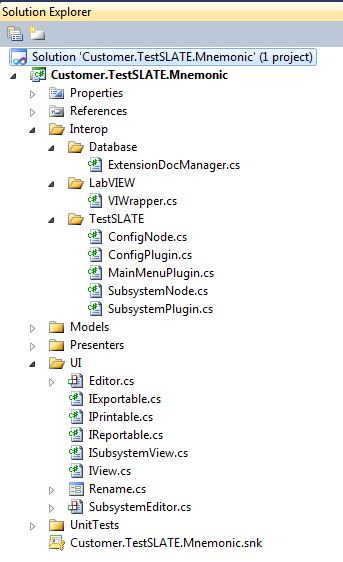 Solution Explorer
Solution 'Customer.TestSLATE.Mnemonic' (1 project)
Customer.TestSLATE.Mnemonic
Properties
References
Interop
Database
ExtensionDocManager.cs
LabVIEW
VIWrapper.cs
TestSLATE
ConfigNode.cs
ConfigPlugin.cs
MainMenuPlugin.cs
SubsystemNode.cs
SubsystemPlugin.cs
Models
Presenters
UI
Editor.cs
IExportable.cs
IPrintable.cs
IReportable.cs
ISubsystemView.cs
IView.cs
Rename.cs
SubsystemEditor.cs
UnitTests
Customer.TestSLATE.Mnemonic.snk